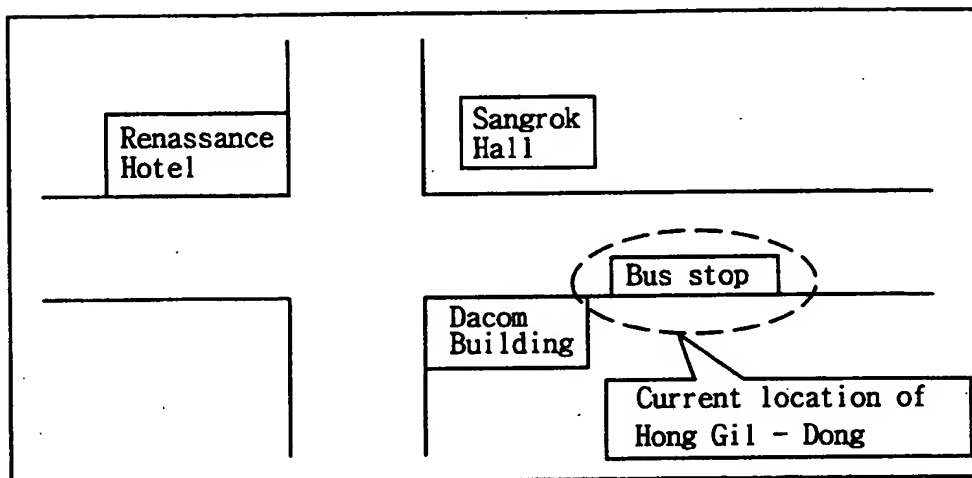 Renassance
Hotel
Sangrok
Hall
Bus stop
Dacom
Building
Current location of
Hong Gil - Dong